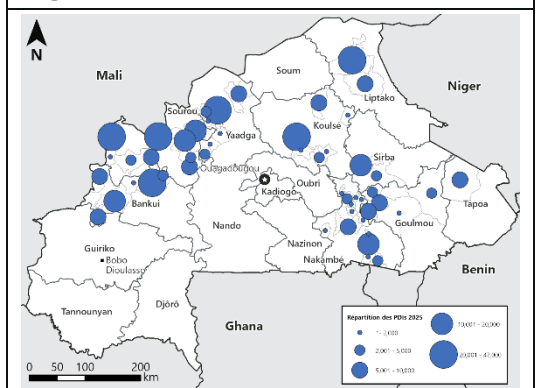 N
Mali
Soum
Niger
Liptako
Sourou
Koulsé
Yaadga
Sirba
Ouagadougou
Oubri
Kadiogo
Tapoa
Bankui
Goulmou
Nando
Guiriko
Nazinon
Bobo
Dioulasso
Nakambé
Benin
Djôrô
Tannounyan
Ghana
Répartition des PDIs 2025
1 - 2,000
2,001 - 5,000
5,001 - 10,000
10,001 - 20,000
20,001 - 47,000
0 50 100 200
km